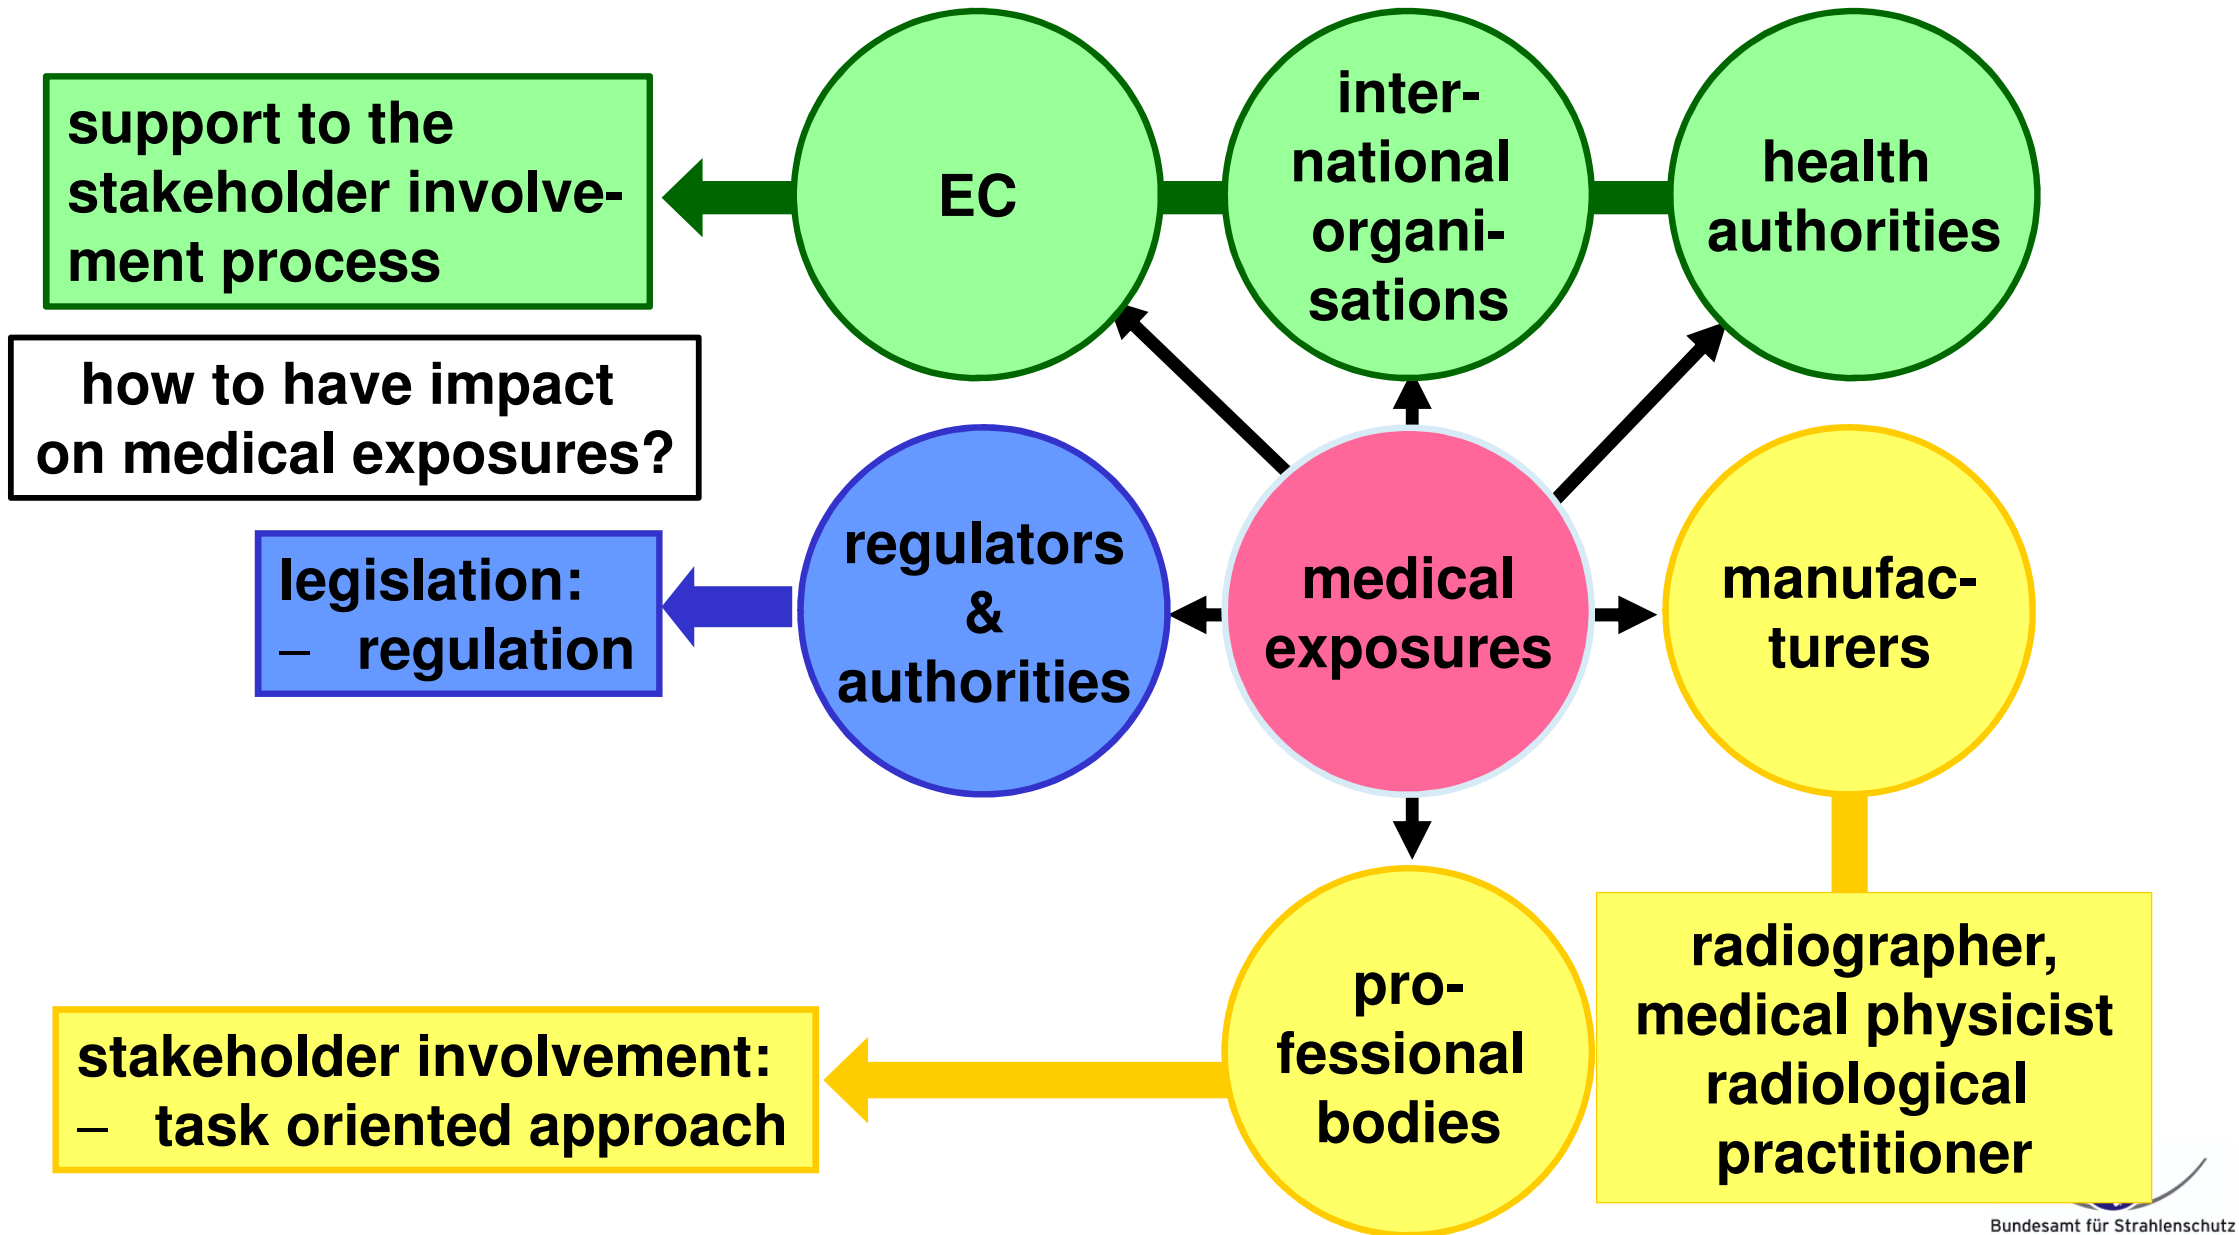 support to the
stakeholder involve-
ment process
EC
inter-
national
organi-
sations
health
authorities
how to have impact
on medical exposures?
legislation:
– regulation
regulators
&
authorities
medical
exposures
manufac-
turers
stakeholder involvement:
– task oriented approach
pro-
fessional
bodies
radiographer,
medical physicist
radiological
practitioner
Bundesamt für Strahlenschutz